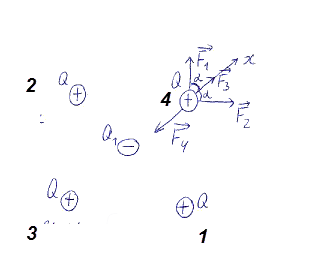 F₁ x
2 Q + Q α F₃
4 + α F₂
:
Q₁ − F₄
Q + + Q
3 1